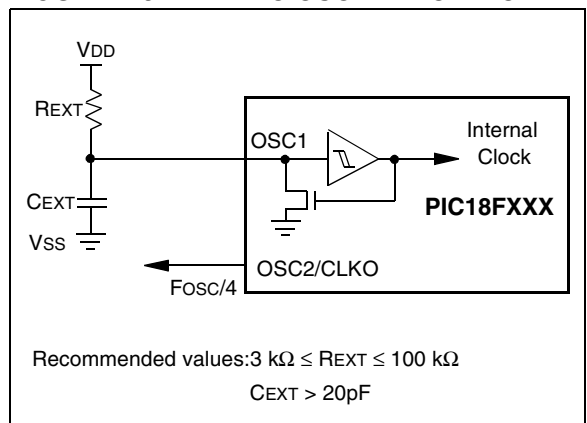 VDD
REXT
OSC1
Internal
Clock
CEXT
PIC18FXXX
VSS
OSC2/CLKO
FOSC/4
Recommended values:3 kΩ ≤ REXT ≤ 100 kΩ
CEXT > 20pF